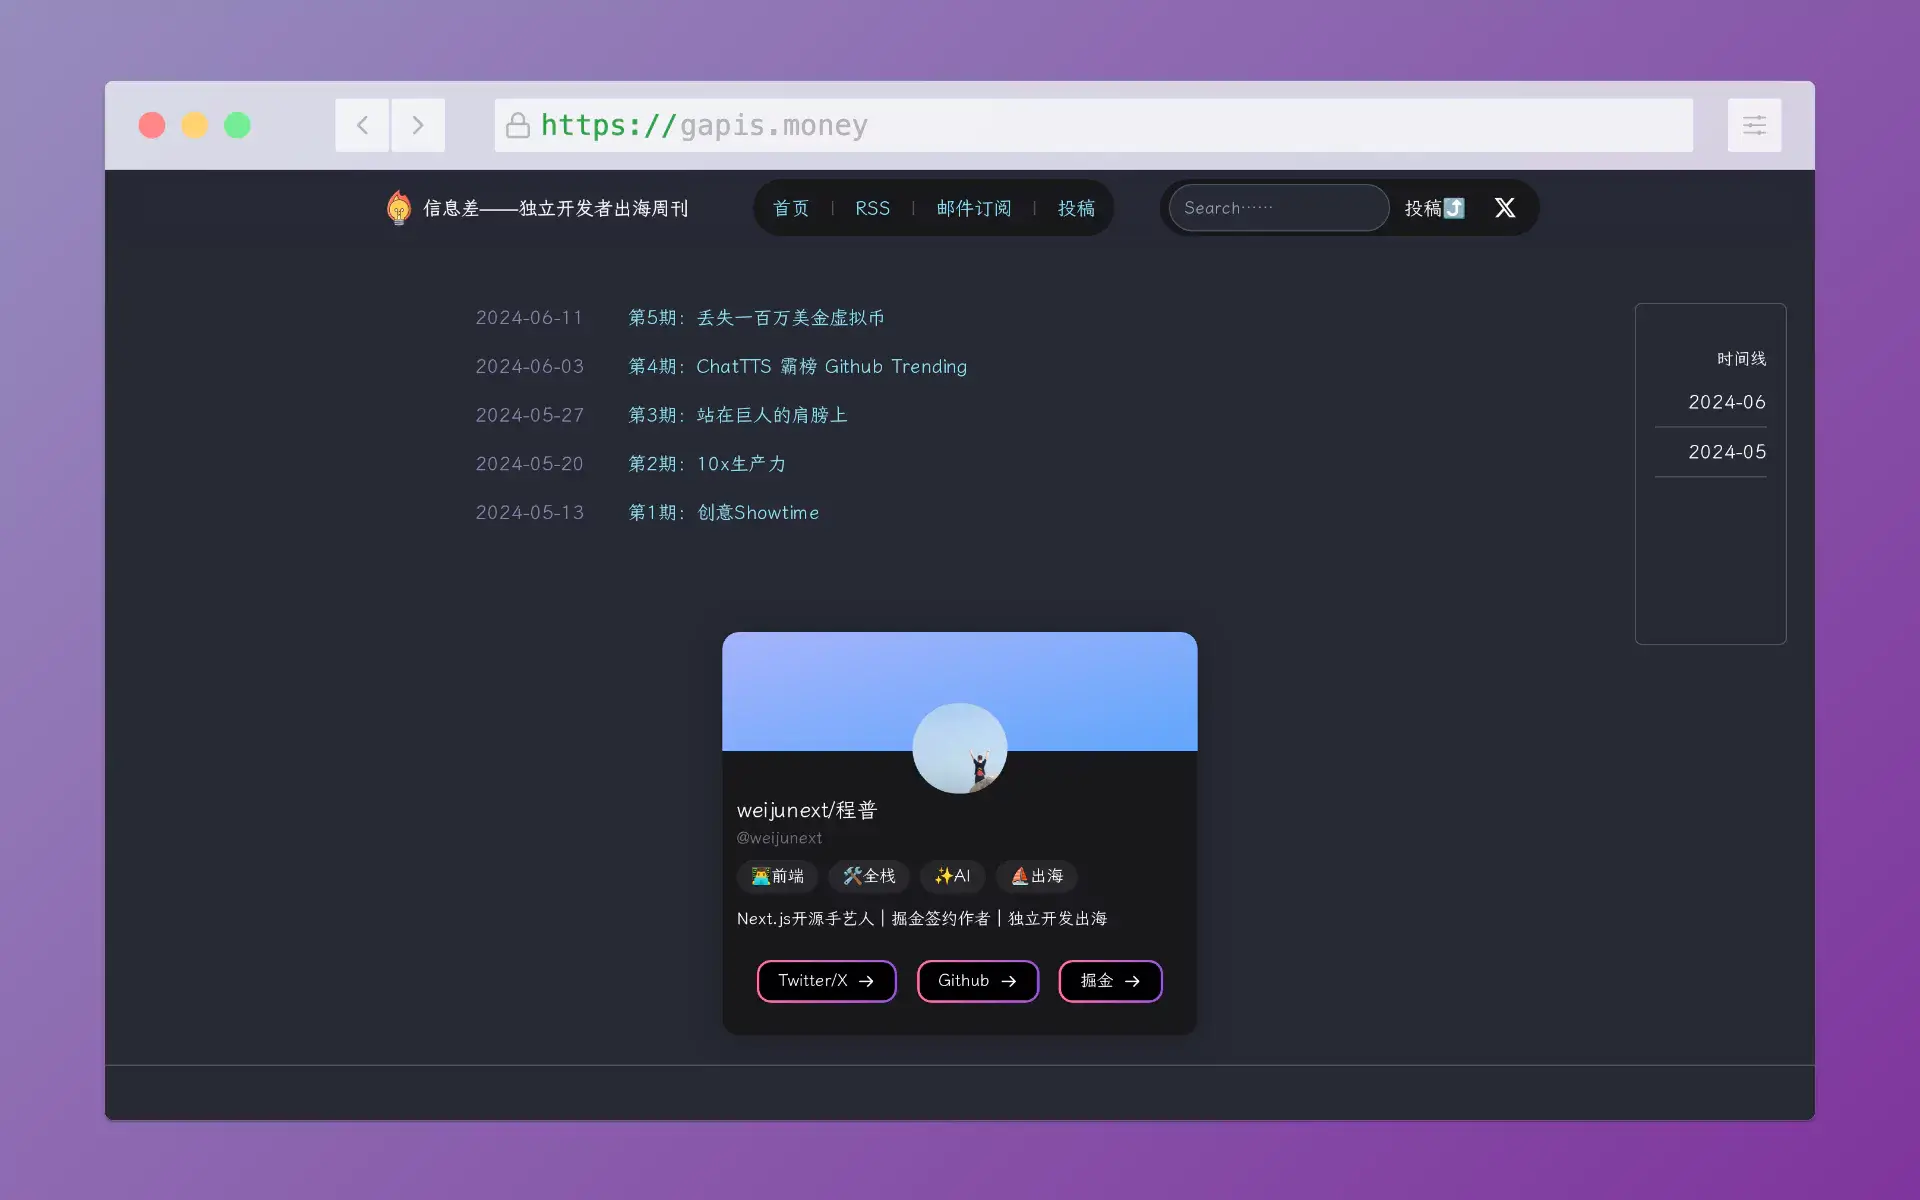 https://gapis.money
信息差——独立开发者出海周刊
首页 | RSS | 邮件订阅 | 投稿
Search······
投稿⤴️
2024-06-11 第5期：丢失一百万美金虚拟币
2024-06-03 第4期：ChatTTS 霸榜 Github Trending
2024-05-27 第3期：站在巨人的肩膀上
2024-05-20 第2期：10x生产力
2024-05-13 第1期：创意Showtime
时间线
2024-06
2024-05
weijunext/程普
@weijunext
👨‍💻前端 🛠️全栈 ✨AI ⛵出海
Next.js开源手艺人 | 掘金签约作者 | 独立开发出海
Twitter/X → Github → 掘金 →